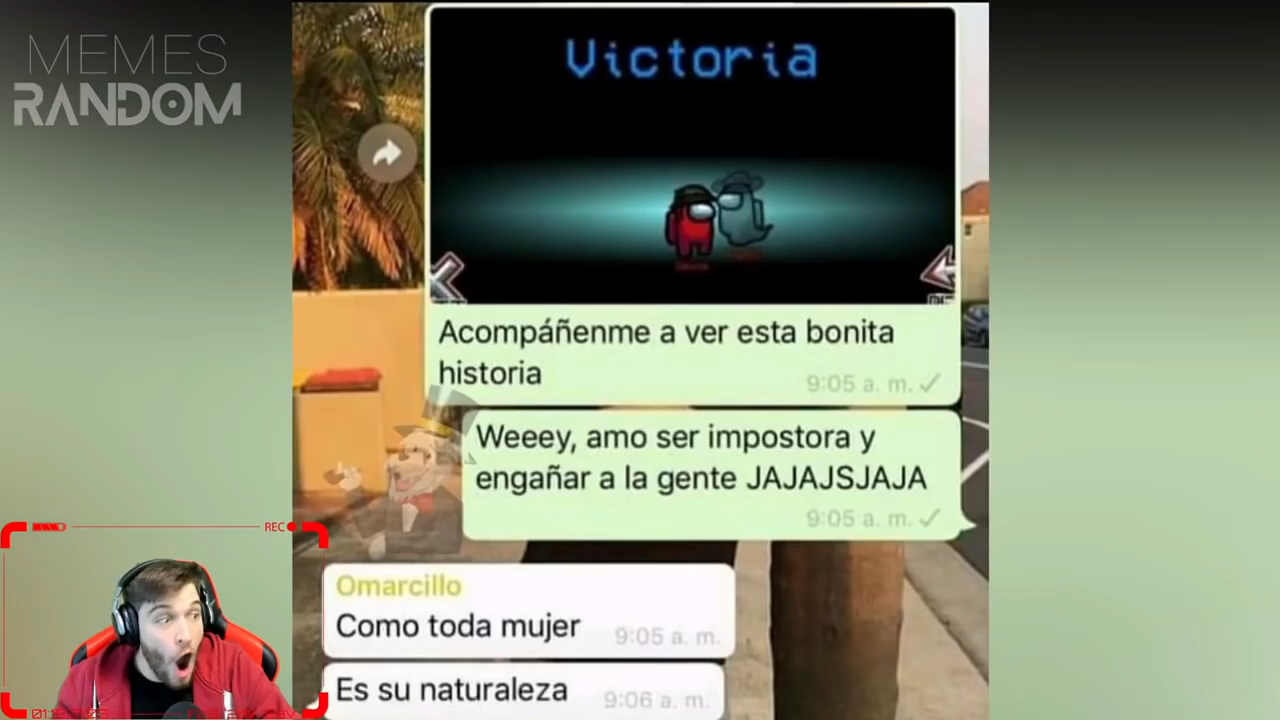 MEMES
RANDOM
Victoria
Acompáñenme a ver esta bonita
historia
9:05 a. m.
Weeey, amo ser impostora y
engañar a la gente JAJAJSJAJA
9:05 a. m.
REC
Omarcillo
Como toda mujer
9:05 a. m.
Es su naturaleza
9:06 a. m.